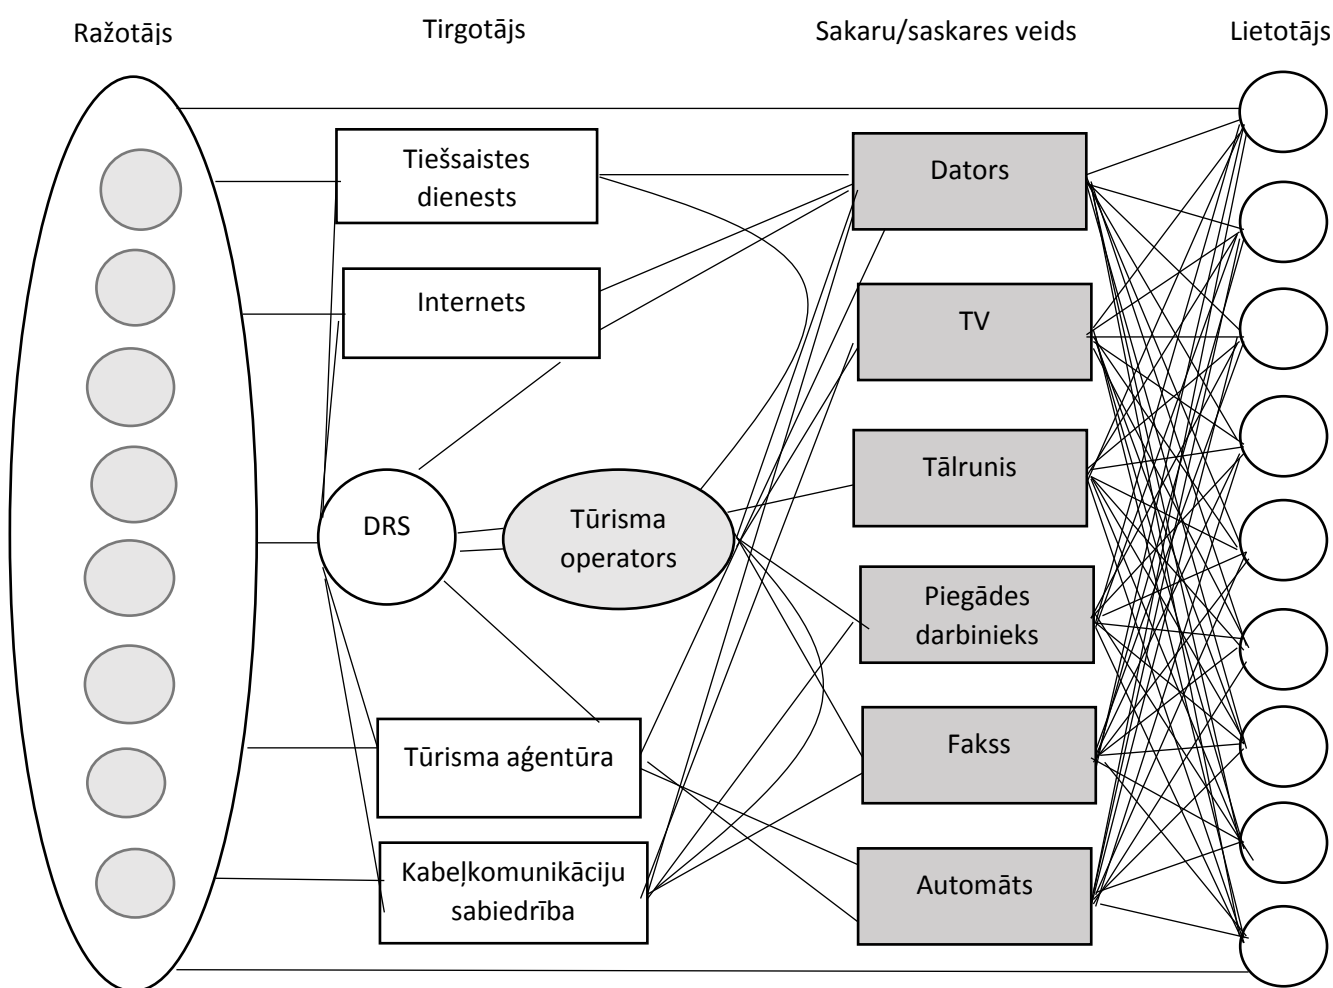 Ražotājs
Tirgotājs
Sakaru/saskares veids
Lietotājs
Tiešsaistes
dienests
Internets
DRS
Tūrisma
operators
Tūrisma aģentūra
Kabeļkomunikāciju
sabiedrība
Dators
TV
Tālrunis
Piegādes
darbinieks
Fakss
Automāts